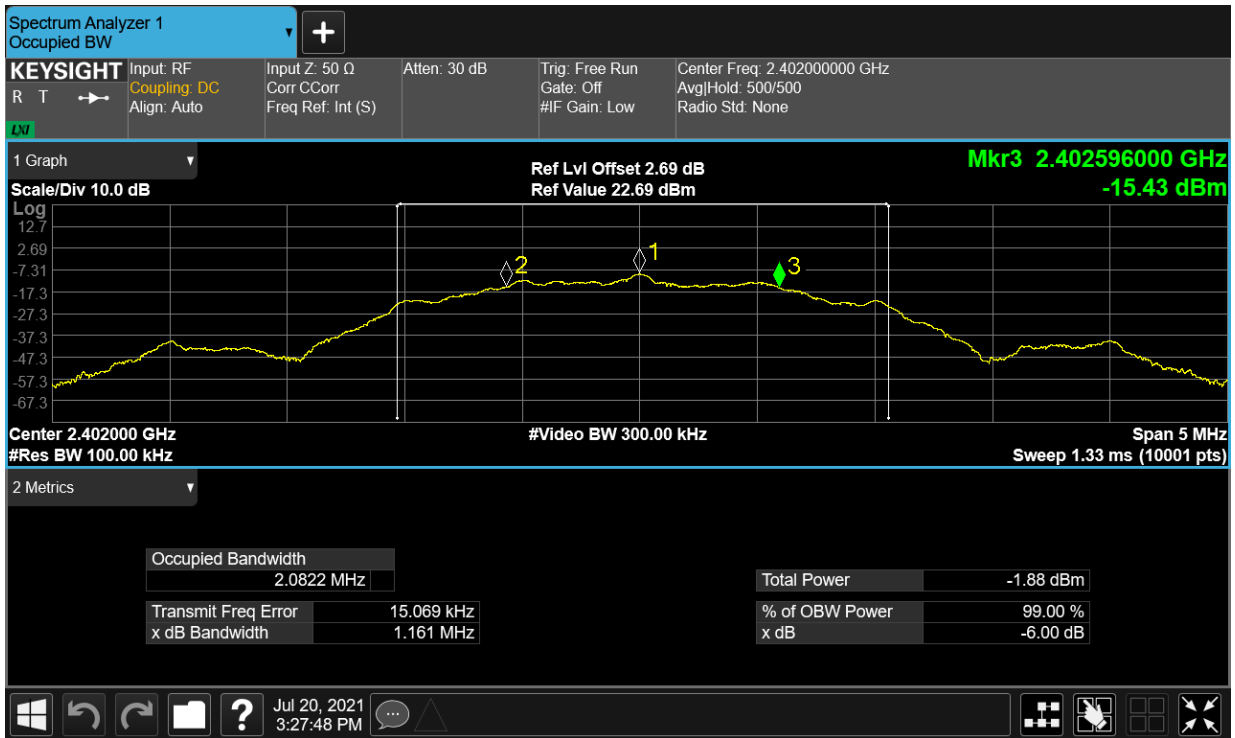 Spectrum Analyzer 1
Occupied BW
+
KEYSIGHT
R T
LXI
Input: RF
Coupling: DC
Align: Auto
Input Z: 50 Ω
Corr CCorr
Freq Ref: Int (S)
Atten: 30 dB
Trig: Free Run
Gate: Off
#IF Gain: Low
Center Freq: 2.402000000 GHz
Avg|Hold: 500/500
Radio Std: None
1 Graph
Scale/Div 10.0 dB
Ref Lvl Offset 2.69 dB
Ref Value 22.69 dBm
Mkr3 2.402596000 GHz
-15.43 dBm
Log
12.7
2.69
-7.31
-17.3
-27.3
-37.3
-47.3
-57.3
-67.3
2
1
3
Center 2.402000 GHz
#Video BW 300.00 kHz
Span 5 MHz
#Res BW 100.00 kHz
Sweep 1.33 ms (10001 pts)
2 Metrics
Occupied Bandwidth
2.0822 MHz
Transmit Freq Error 15.069 kHz
x dB Bandwidth 1.161 MHz
Total Power -1.88 dBm
% of OBW Power 99.00 %
x dB -6.00 dB
?
Jul 20, 2021
3:27:48 PM